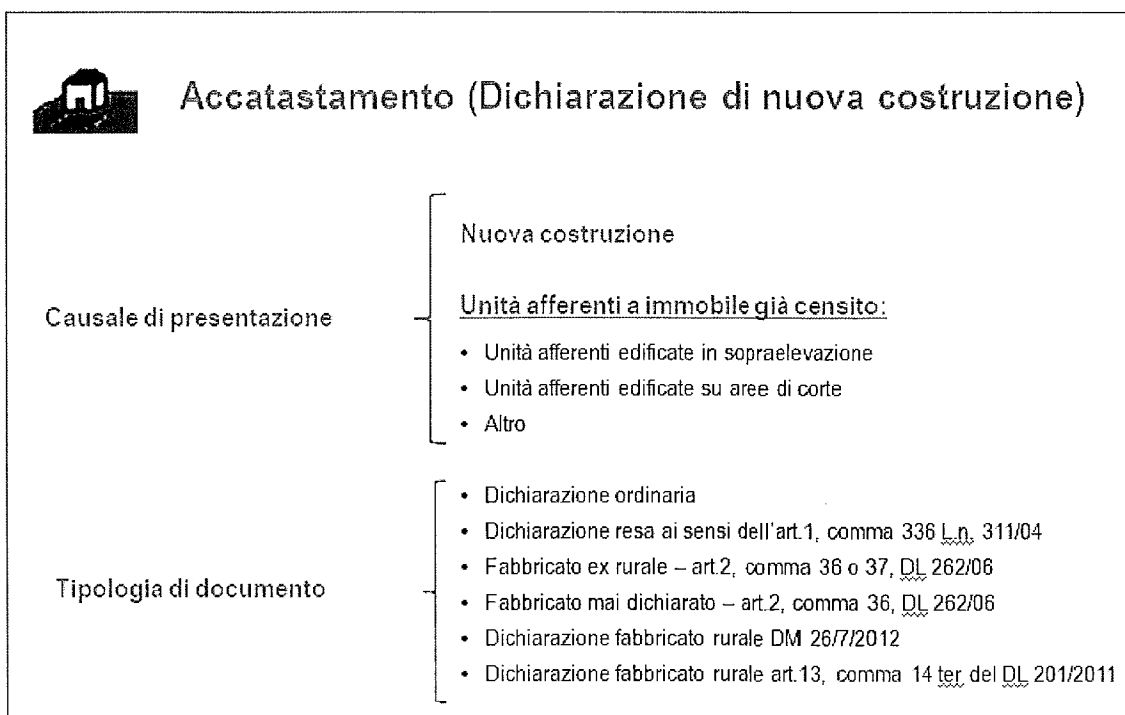 Accatastamento (Dichiarazione di nuova costruzione)
Causale di presentazione
Nuova costruzione
Unità afferenti a immobile già censito:
• Unità afferenti edificate in sopraelevazione
• Unità afferenti edificate su aree di corte
• Altro
Tipologia di documento
• Dichiarazione ordinaria
• Dichiarazione resa ai sensi dell'art.1, comma 336 L.n. 311/04
• Fabbricato ex rurale – art.2, comma 36 o 37, DL 262/06
• Fabbricato mai dichiarato – art.2, comma 36, DL 262/06
• Dichiarazione fabbricato rurale DM 26/7/2012
• Dichiarazione fabbricato rurale art.13, comma 14 ter del DL 201/2011